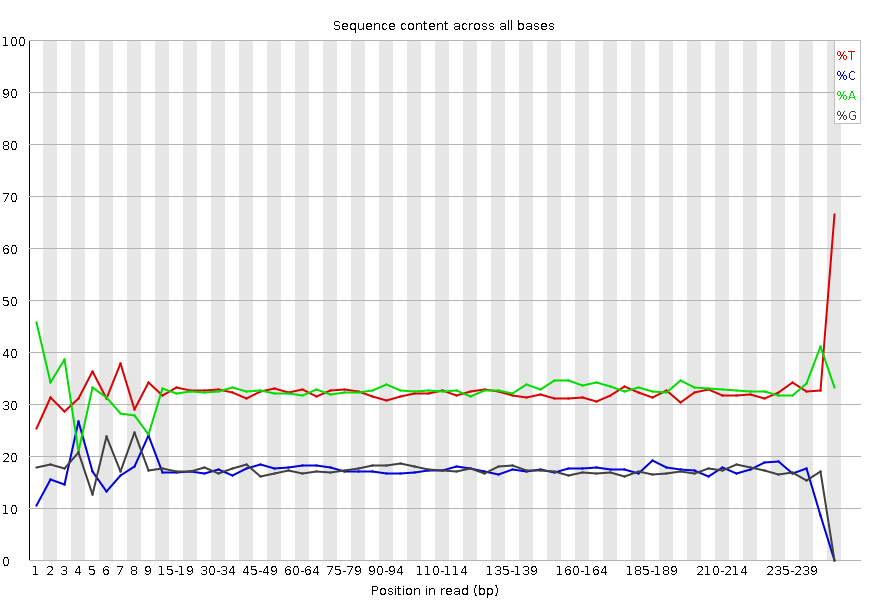 Sequence content across all bases
100
90
80
70
60
50
40
30
20
10
0
%T
%C
%A
%G
1 2 3 4 5 6 7 8 9 15-19 30-34 45-49 60-64 75-79 90-94 110-114 135-139 160-164 185-189 210-214 235-239
Position in read (bp)